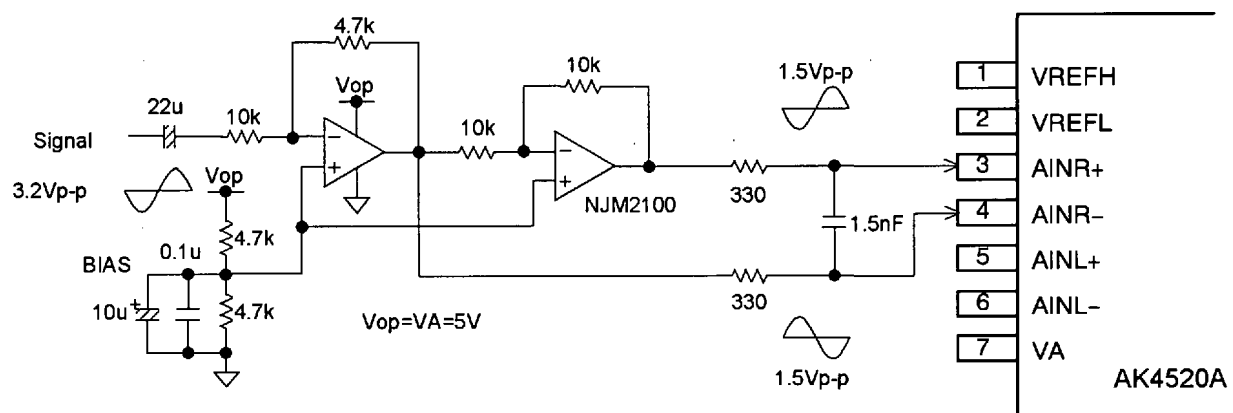 4.7k
1.5Vp-p
10k
1 VREFH
22u
Vop
10k
10k
2 VREFL
Signal
−
+
−
+
3 AINR+
3.2Vp-p
Vop
330
NJM2100
4 AINR−
1.5nF
4.7k
0.1u
BIAS
5 AINL+
10u
+
4.7k
330
6 AINL−
Vop=VA=5V
7 VA
1.5Vp-p
AK4520A